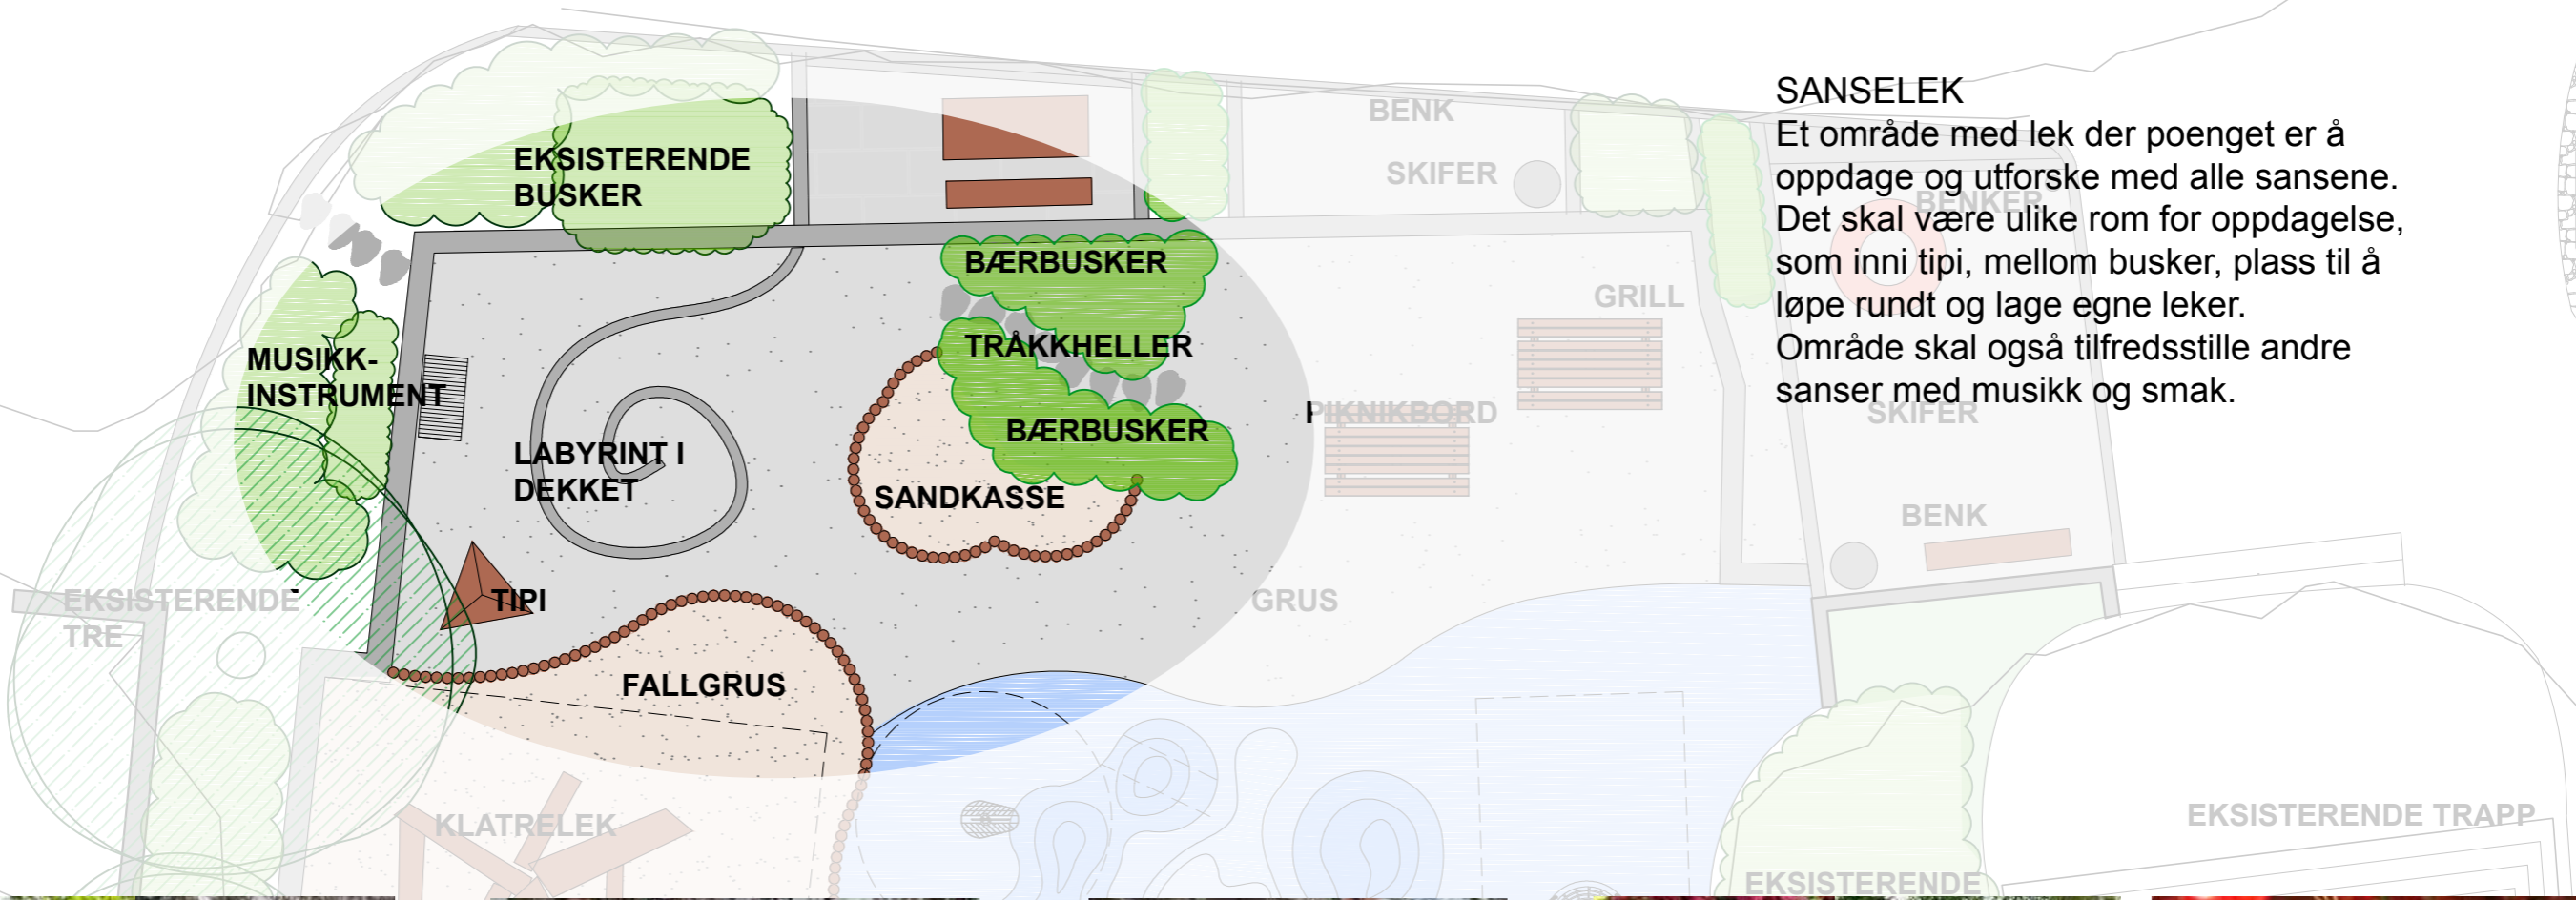 SANSELEK
Et område med lek der poenget er å
oppdage og utforske med alle sansene.
Det skal være ulike rom for oppdagelse,
som inni tipi, mellom busker, plass til å
løpe rundt og lage egne leker.
Område skal også tilfredsstille andre
sanser med musikk og smak.
BENK
SKIFER
EKSISTERENDE
BUSKER
BENKER
BÆRBUSKER
GRILL
TRÅKKHELLER
MUSIKK-
INSTRUMENT
PIKNIKBORD
SKIFER
BÆRBUSKER
LABYRINT I
DEKKET
SANDKASSE
BENK
TIPI
GRUS
EKSISTERENDE
TRE
FALLGRUS
KLATRELEK
EKSISTERENDE TRAPP
EKSISTERENDE